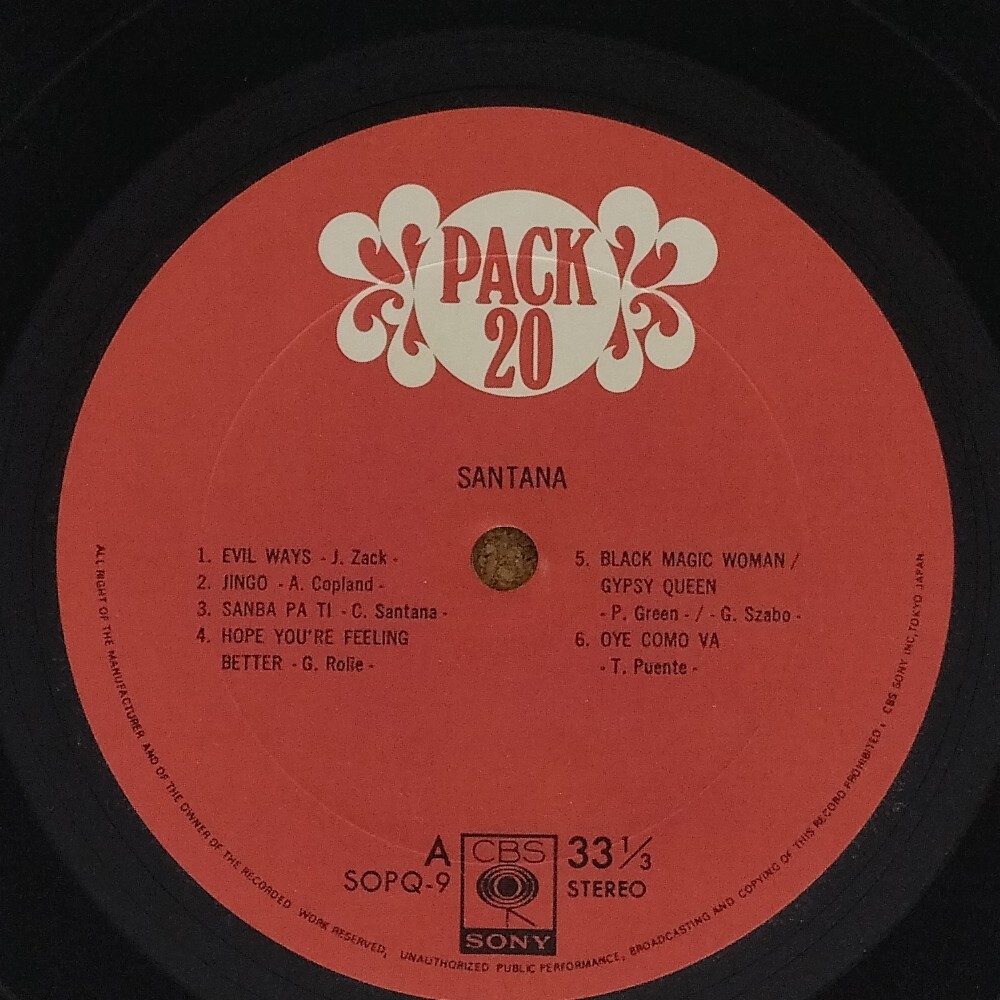 PACK
20
SANTANA
1. EVIL WAYS - J. Zack -
2. JINGO - A. Copland -
3. SANBA PA TI - C. Santana -
4. HOPE YOU'RE FEELING
BETTER - G. Rolie -
5. BLACK MAGIC WOMAN /
GYPSY QUEEN
- P. Green - / - G. Szabo -
6. OYE COMO VA
- T. Puente -
A
SOPQ-9
CBS
SONY
33 1/3
STEREO
ALL RIGHT OF THE MANUFACTURER AND OF THE OWNER OF THE RECORDED WORK RESERVED, UNAUTHORIZED PUBLIC PERFORMANCE, BROADCASTING AND COPYING OF THIS RECORD PROHIBITED, CBS SONY INC, TOKYO JAPAN